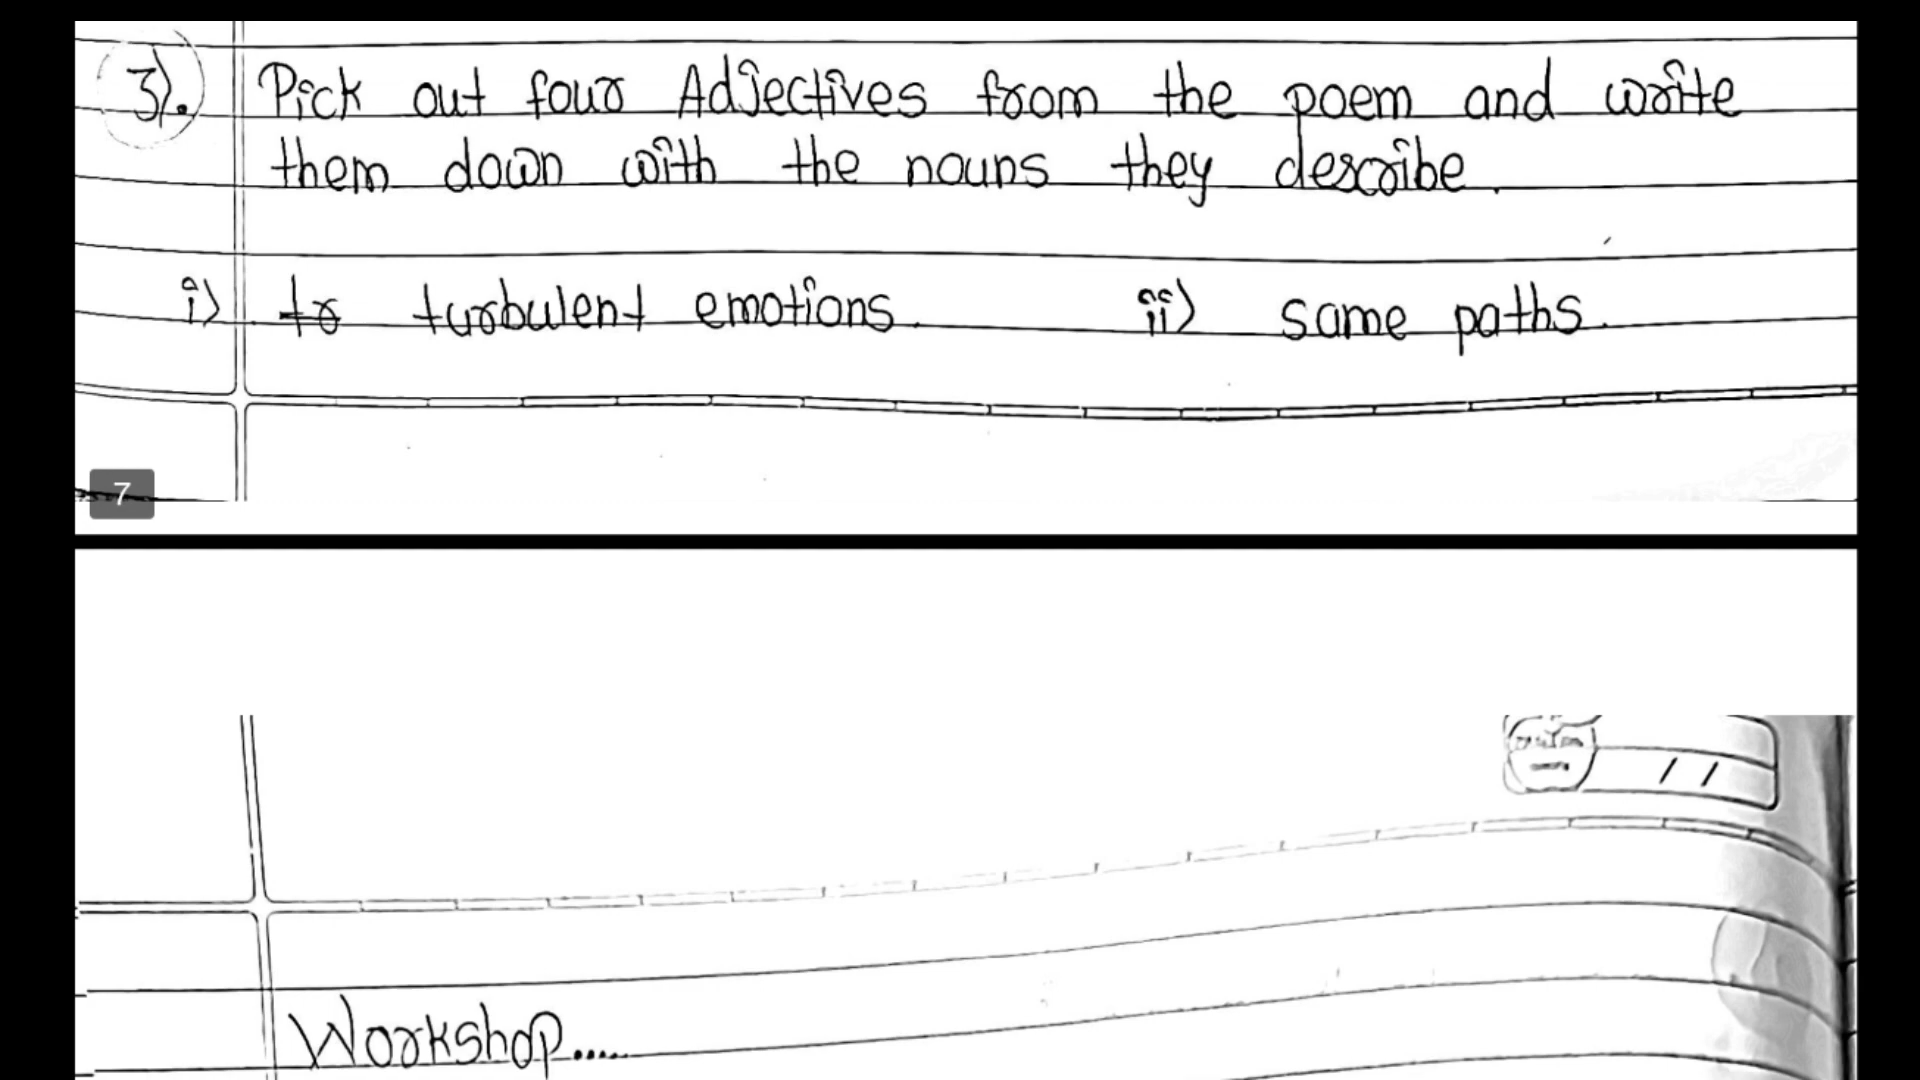 3). Pick out four Adjectives from the poem and write
them down with the nouns they describe.
i) tr turbulent emotions. ii) same paths.
7
/ /
Workshop.....